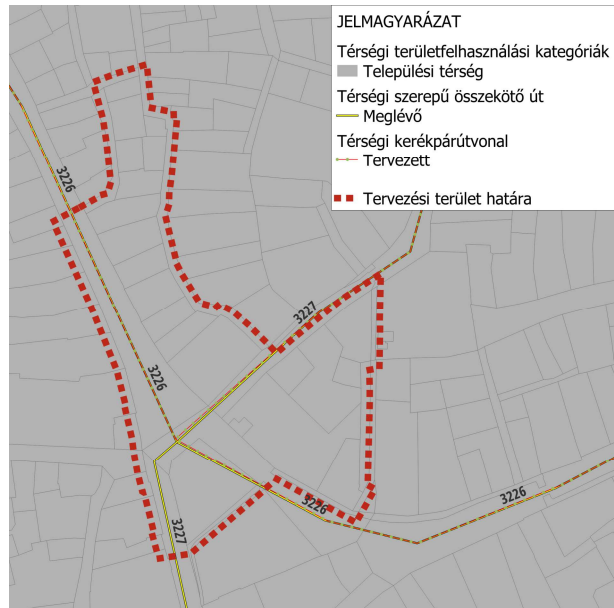 JELMAGYARÁZAT
Térségi területfelhasználási kategóriák
Települési térség
Térségi szerepű összekötő út
Meglévő
Térségi kerékpárútvonal
Tervezett
Tervezési terület határa
3226
3227
3226
3226
3226
3227